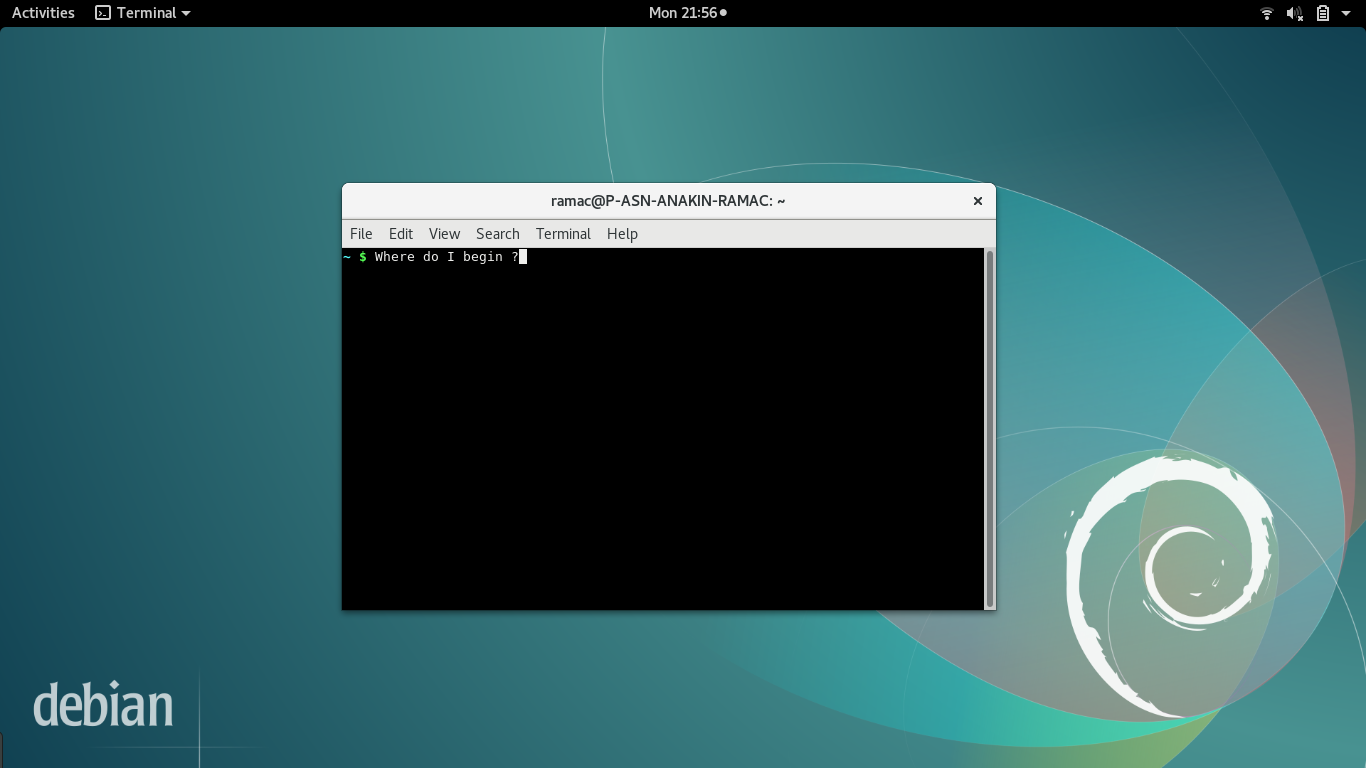 Activities Terminal Mon 21:56
ramac@P-ASN-ANAKIN-RAMAC: ~
File Edit View Search Terminal Help
~ $ Where do I begin ?
debian